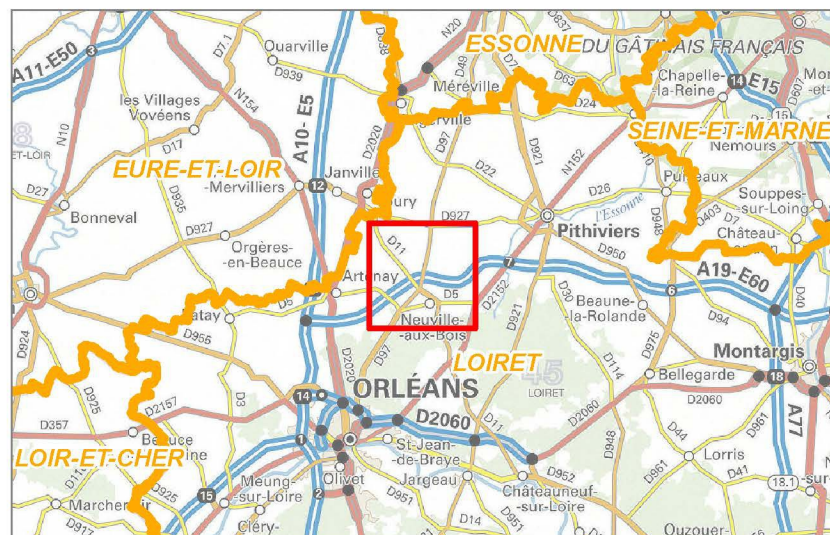 ESSONNE
DU GÂTINAIS FRANÇAIS
Ouarville
N20
D7.1
A11-E50
3
D939
D49
D63
Méréville
Chapelle
-la-Reine
14
E15
D24
D607
les Villages
Vovéens
N154
A10- E5
D2020
D97
D921
N152
SEINE-ET-MARNE
Nemours
15
N10
D17
D22
EURE-ET-LOIR
Janville
-Mervilliers
12
D26
Puiseaux
Souppes
-sur-Loing
D27
Bonneval
D935
D927
D927
l'Essonne
D948
D403
D7
Château-
Pithiviers
Orgères-
en-Beauce
D11
D950
7
A19-E60
Artenay
D5
D5
D2152
D30
6
Neuville-
-aux-Bois
Beaune-
la-Rolande
D94
D924
D955
D97
D921
D975
LOIRET
45
LOIRET
Montargis
D2020
D114
Bellegarde
18
ORLÉANS
D925
D3
14
D2060
D2060
D2060
D11
D357
D2157
1
St-Jean-
de-Braye
D44
D961
A77
LOIR-ET-CHER
Olivet
Jargeau
D952
D948
Lorris
Meung-
-sur-Loire
15
2
Châteauneuf
-sur-Loire
D961
D41
18.1
D925
D917
Cléry-
D14
D951
Ouzouer-